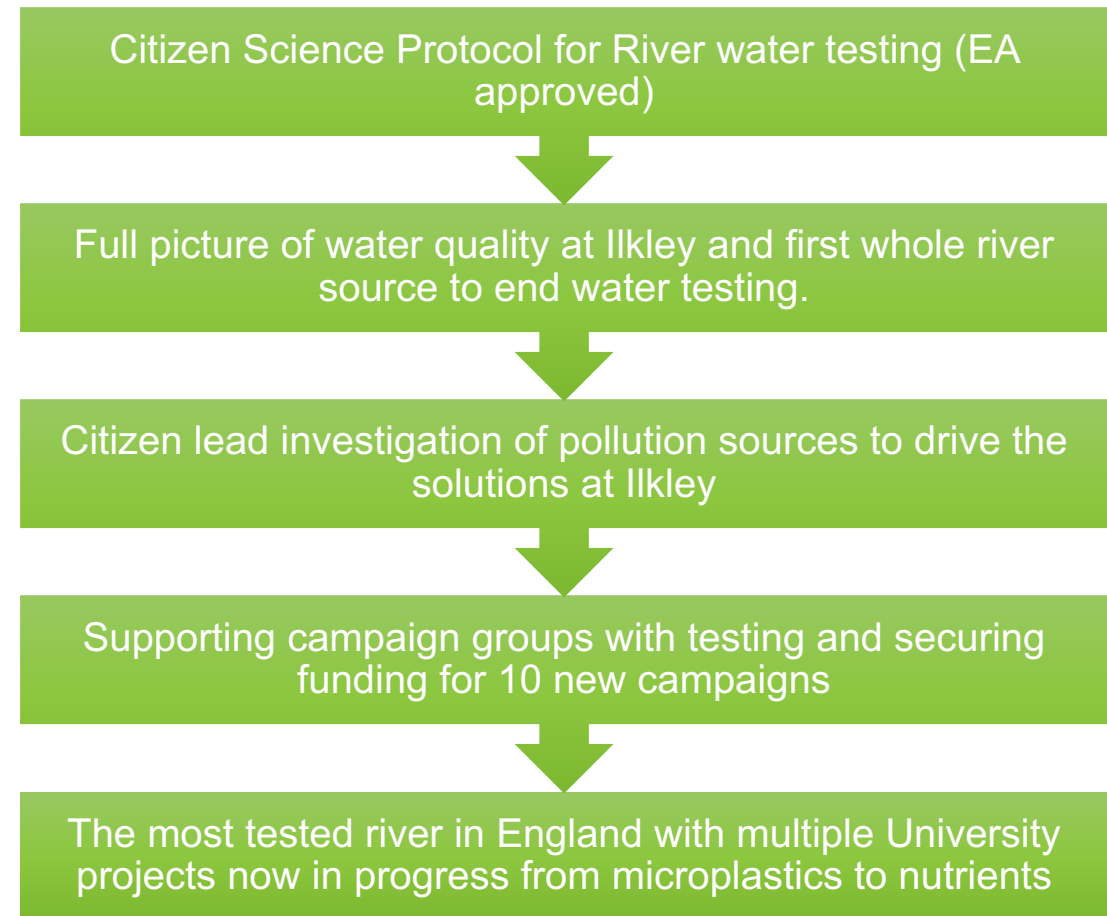 Citizen Science Protocol for River water testing (EA
approved)
Full picture of water quality at Ilkley and first whole river
source to end water testing.
Citizen lead investigation of pollution sources to drive the
solutions at Ilkley
Supporting campaign groups with testing and securing
funding for 10 new campaigns
The most tested river in England with multiple University
projects now in progress from microplastics to nutrients